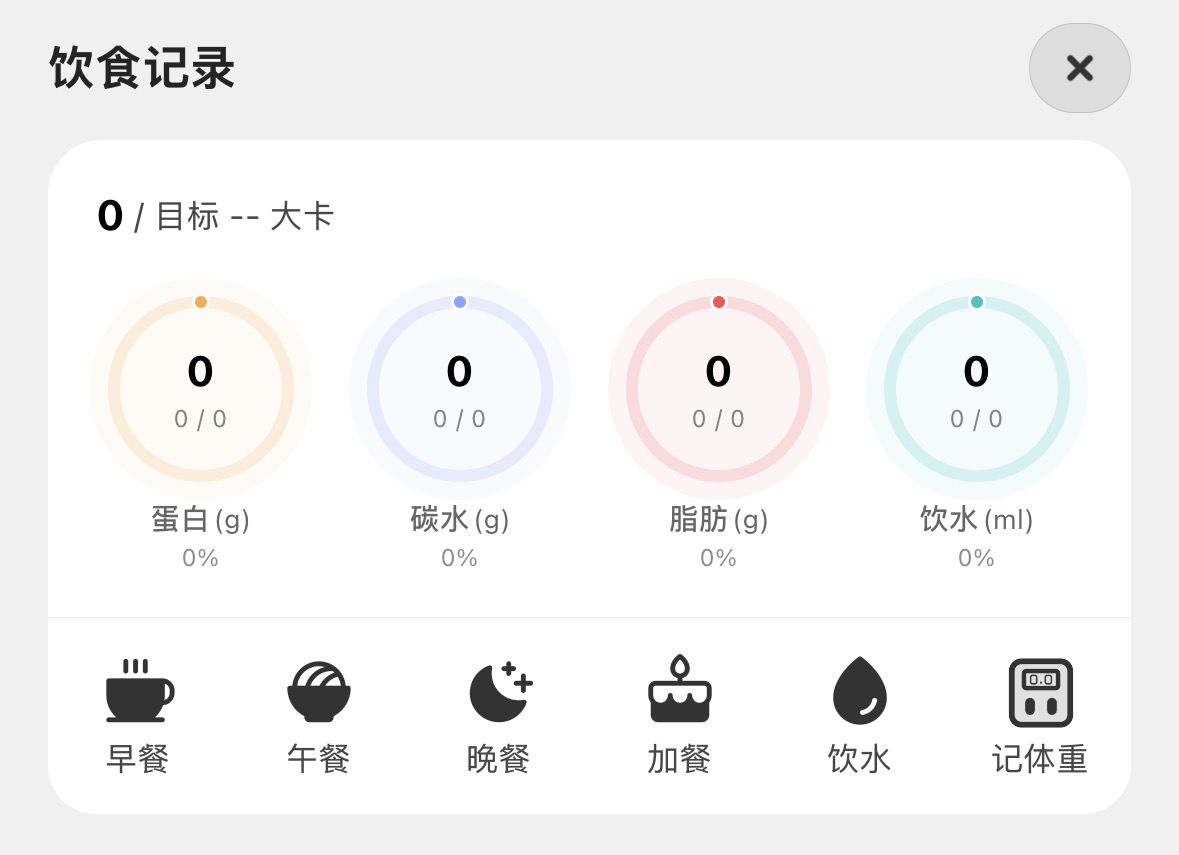 饮食记录
0 / 目标 -- 大卡
0 0 0 0
0 / 0 0 / 0 0 / 0 0 / 0
蛋白(g) 碳水(g) 脂肪(g) 饮水(ml)
0% 0% 0% 0%
0.0
早餐 午餐 晚餐 加餐 饮水 记体重